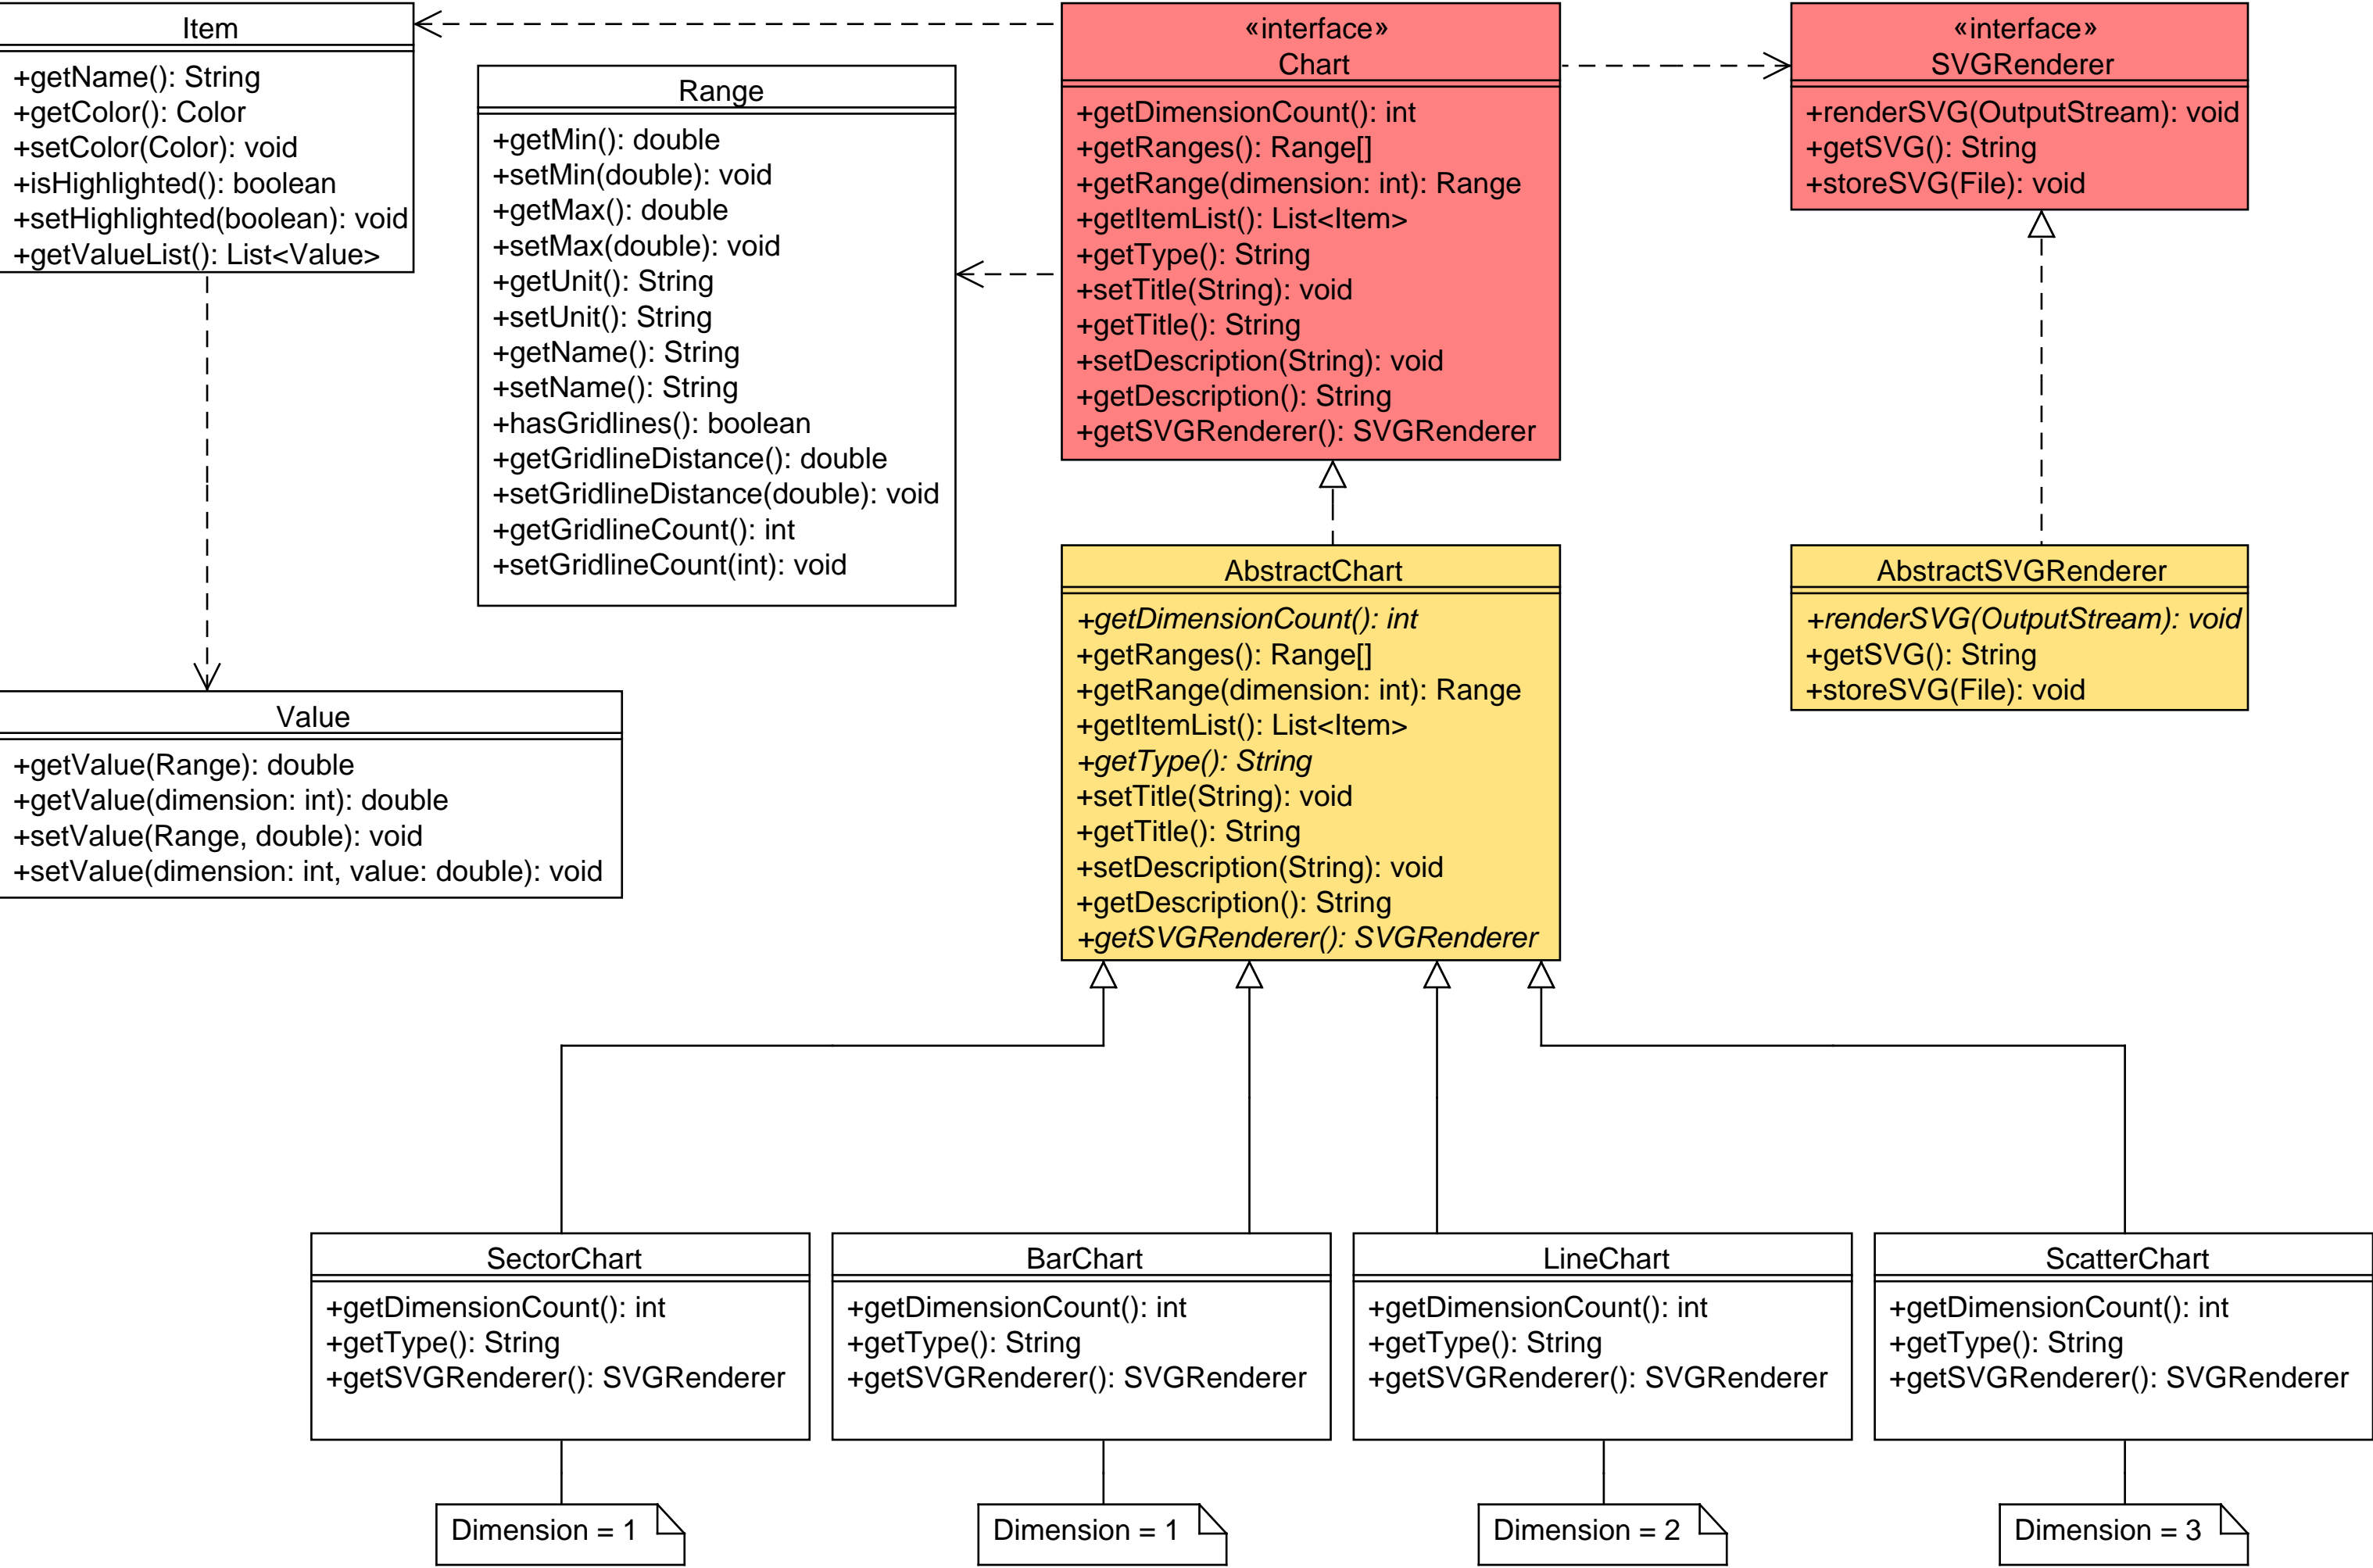 Item
+getName(): String
+getColor(): Color
+setColor(Color): void
+isHighlighted(): boolean
+setHighlighted(boolean): void
+getValueList(): List<Value>
Range
+getMin(): double
+setMin(double): void
+getMax(): double
+setMax(double): void
+getUnit(): String
+setUnit(): String
+getName(): String
+setName(): String
+hasGridlines(): boolean
+getGridlineDistance(): double
+setGridlineDistance(double): void
+getGridlineCount(): int
+setGridlineCount(int): void
«interface»
Chart
+getDimensionCount(): int
+getRanges(): Range[]
+getRange(dimension: int): Range
+getItemList(): List<Item>
+getType(): String
+setTitle(String): void
+getTitle(): String
+setDescription(String): void
+getDescription(): String
+getSVGRenderer(): SVGRenderer
«interface»
SVGRenderer
+renderSVG(OutputStream): void
+getSVG(): String
+storeSVG(File): void
Value
+getValue(Range): double
+getValue(dimension: int): double
+setValue(Range, double): void
+setValue(dimension: int, value: double): void
AbstractChart
+getDimensionCount(): int
+getRanges(): Range[]
+getRange(dimension: int): Range
+getItemList(): List<Item>
+getType(): String
+setTitle(String): void
+getTitle(): String
+setDescription(String): void
+getDescription(): String
+getSVGRenderer(): SVGRenderer
AbstractSVGRenderer
+renderSVG(OutputStream): void
+getSVG(): String
+storeSVG(File): void
SectorChart
+getDimensionCount(): int
+getType(): String
+getSVGRenderer(): SVGRenderer
BarChart
+getDimensionCount(): int
+getType(): String
+getSVGRenderer(): SVGRenderer
LineChart
+getDimensionCount(): int
+getType(): String
+getSVGRenderer(): SVGRenderer
ScatterChart
+getDimensionCount(): int
+getType(): String
+getSVGRenderer(): SVGRenderer
Dimension = 1
Dimension = 1
Dimension = 2
Dimension = 3